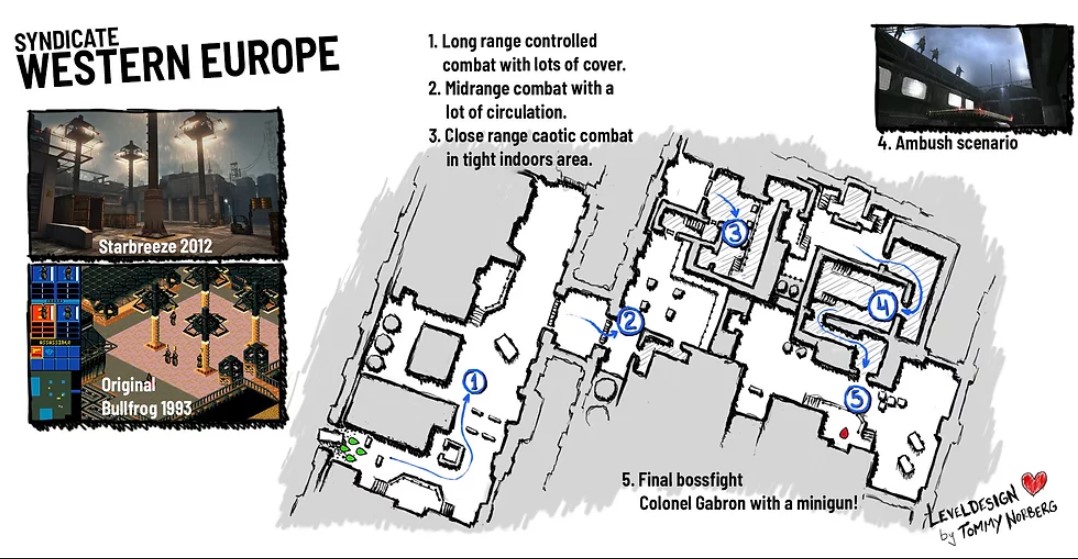 SYNDICATE
WESTERN EUROPE
Starbreeze 2012
Original
Bullfrog 1993
1. Long range controlled
combat with lots of cover.
2. Midrange combat with a
lot of circulation.
3. Close range caotic combat
in tight indoors area.
4. Ambush scenario
1
2
3
4
5
5. Final bossfight
Colonel Gabron with a minigun!
LEVELDESIGN
by TOMMY NORBERG